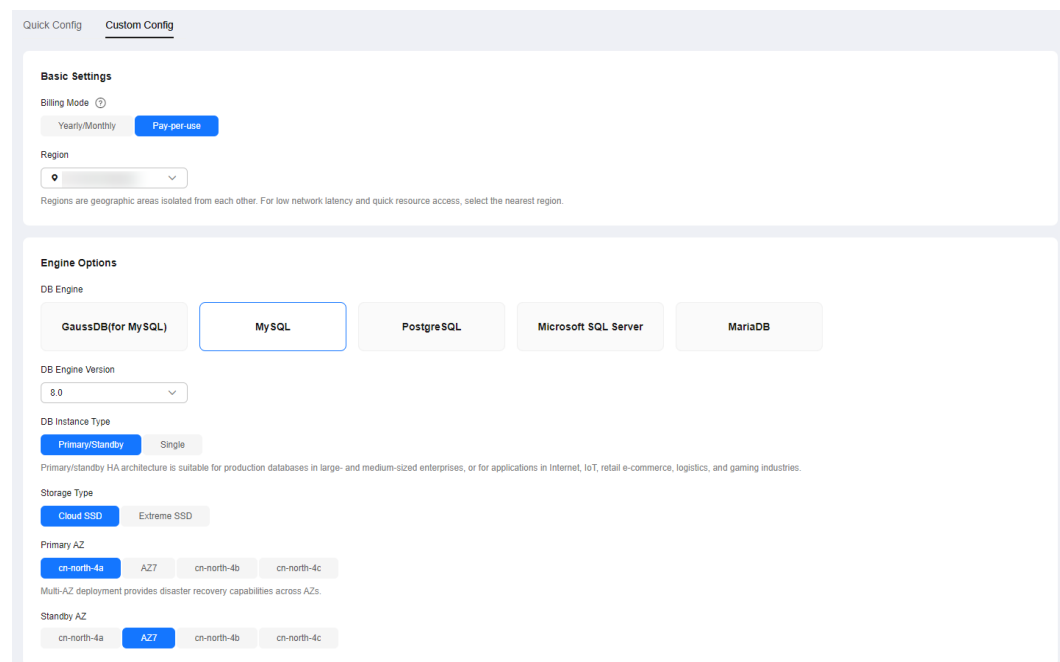 Quick Config Custom Config
Basic Settings
Billing Mode ?
Yearly/Monthly Pay-per-use
Region
Regions are geographic areas isolated from each other. For low network latency and quick resource access, select the nearest region.
Engine Options
DB Engine
GaussDB(for MySQL) MySQL PostgreSQL Microsoft SQL Server MariaDB
DB Engine Version
8.0
DB Instance Type
Primary/Standby Single
Primary/standby HA architecture is suitable for production databases in large- and medium-sized enterprises, or for applications in Internet, IoT, retail e-commerce, logistics, and gaming industries.
Storage Type
Cloud SSD Extreme SSD
Primary AZ
cn-north-4a AZ7 cn-north-4b cn-north-4c
Multi-AZ deployment provides disaster recovery capabilities across AZs.
Standby AZ
cn-north-4a AZ7 cn-north-4b cn-north-4c